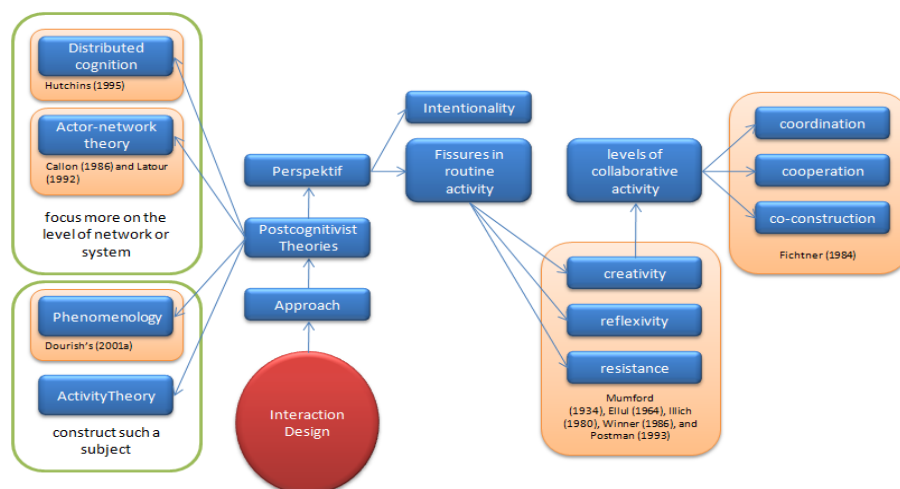 Distributed
cognition
Hutchins (1995)
Actor-network
theory
Callon (1986) and Latour
(1992)
focus more on the
level of network or
system
Phenomenology
Dourish's (2001a)
ActivityTheory
construct such a
subject
Perspektif
Postcognitivist
Theories
Approach
Interaction
Design
Intentionality
Fissures in
routine
activity
levels of
collaborative
activity
creativity
reflexivity
resistance
Mumford
(1934), Ellul (1964), Illich
(1980), Winner (1986), and
Postman (1993)
coordination
cooperation
co-construction
Fichtner (1984)